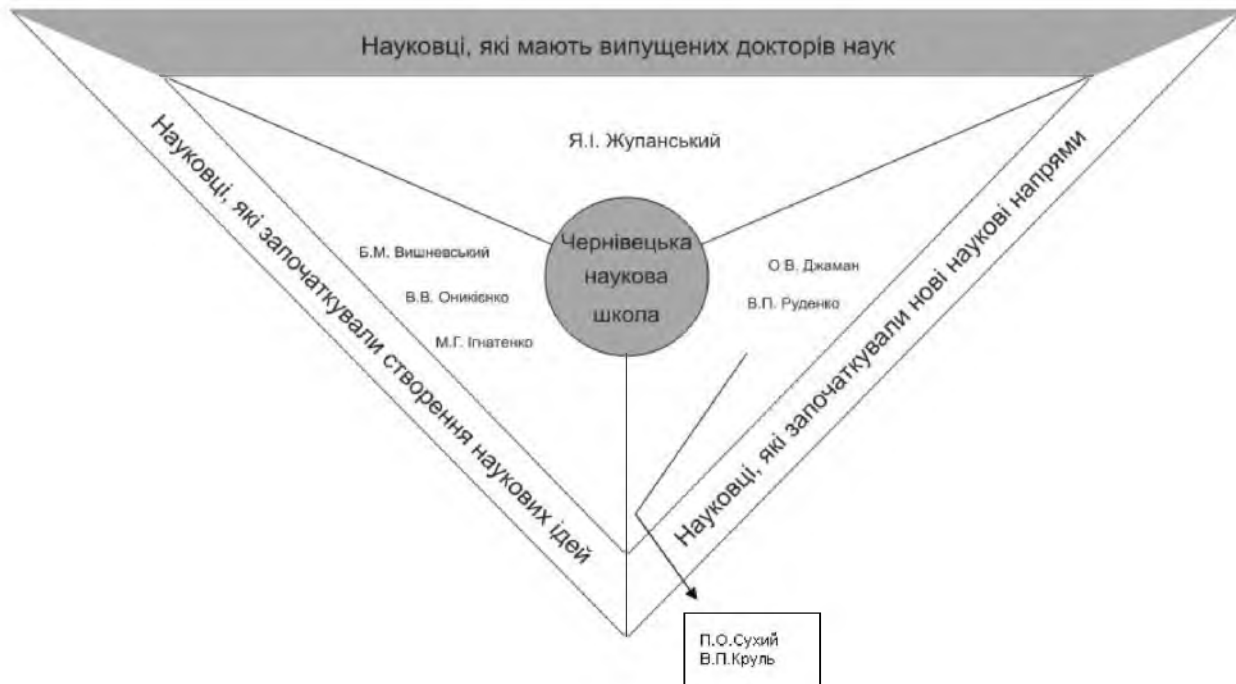 Науковці, які мають випущених докторів наук
Я.І. Жупанський
Науковці, які започаткували створення наукових ідей
Б.М. Вишневський
В.В. Оникієнко
М.Г. Ігнатенко
Чернівецька
наукова
школа
О.В. Джаман
В.П. Руденко
Науковці, які започаткували нові наукові напрями
П.О.Сухий
В.П.Круль